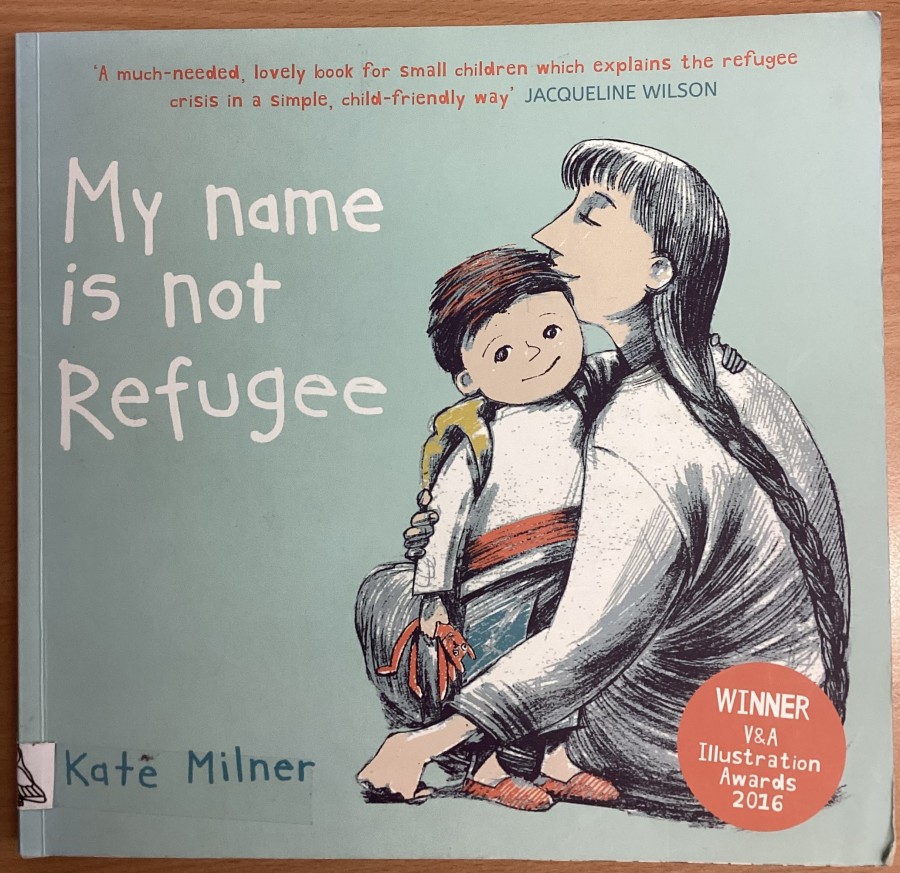 'A much-needed, lovely book for small children which explains the refugee
crisis in a simple, child-friendly way' JACQUELINE WILSON
My name
is not
Refugee
Kate Milner
WINNER
V&A
Illustration
Awards
2016